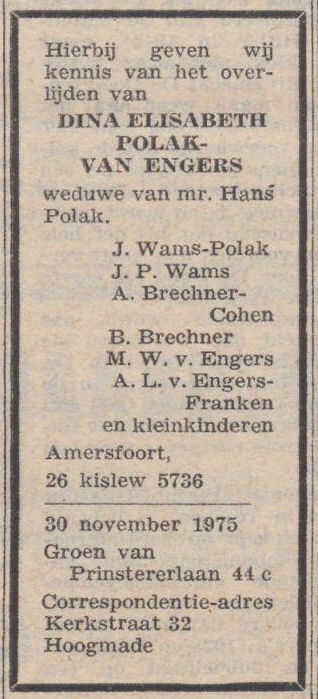 Hierbij geven wij
kennis van het over-
lijden van
DINA ELISABETH
POLAK-
VAN ENGERS
weduwe van mr. Hans
Polak.
J. Wams-Polak
J. P. Wams
A. Brechner-
Cohen
B. Brechner
M. W. v. Engers
A. L. v. Engers-
Franken
en kleinkinderen
Amersfoort,
26 kislew 5736
30 november 1975
Groen van
Prinstererlaan 44 c
Correspondentie-adres
Kerkstraat 32
Hoogmade